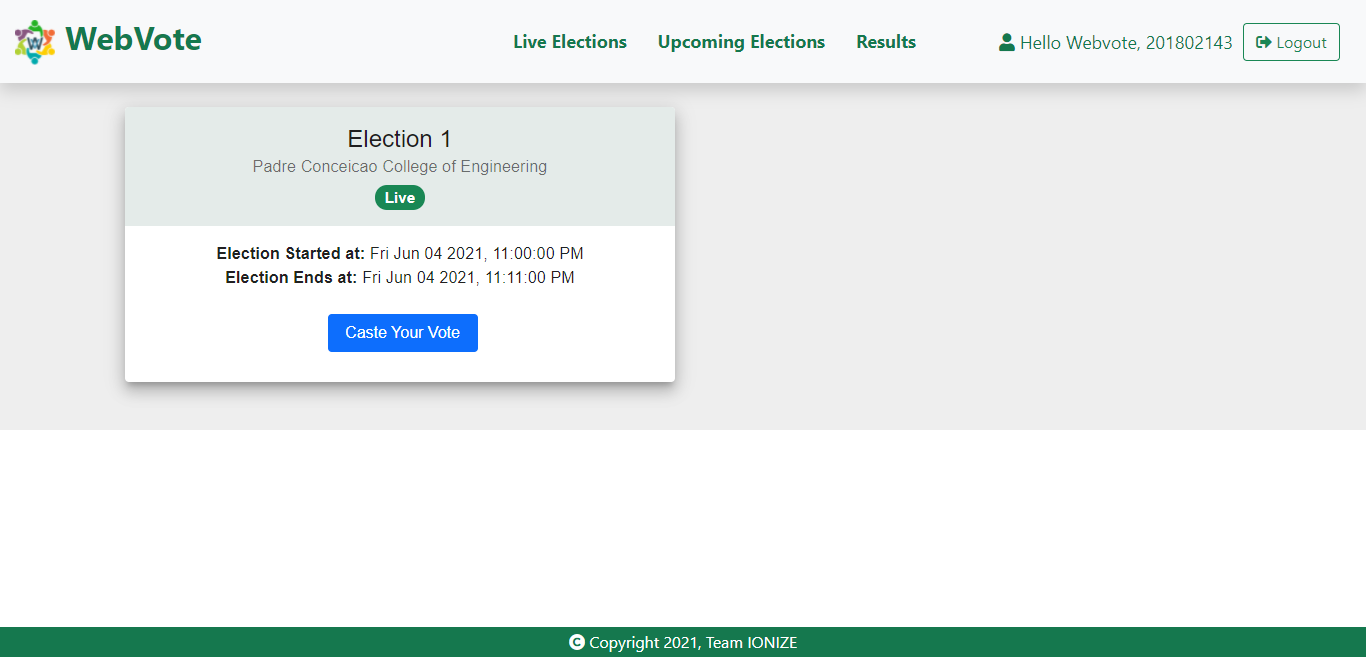 W WebVote
Live Elections Upcoming Elections Results
Hello Webvote, 201802143 Logout
Election 1
Padre Conceicao College of Engineering
Live
Election Started at: Fri Jun 04 2021, 11:00:00 PM
Election Ends at: Fri Jun 04 2021, 11:11:00 PM
Caste Your Vote
C Copyright 2021, Team IONIZE